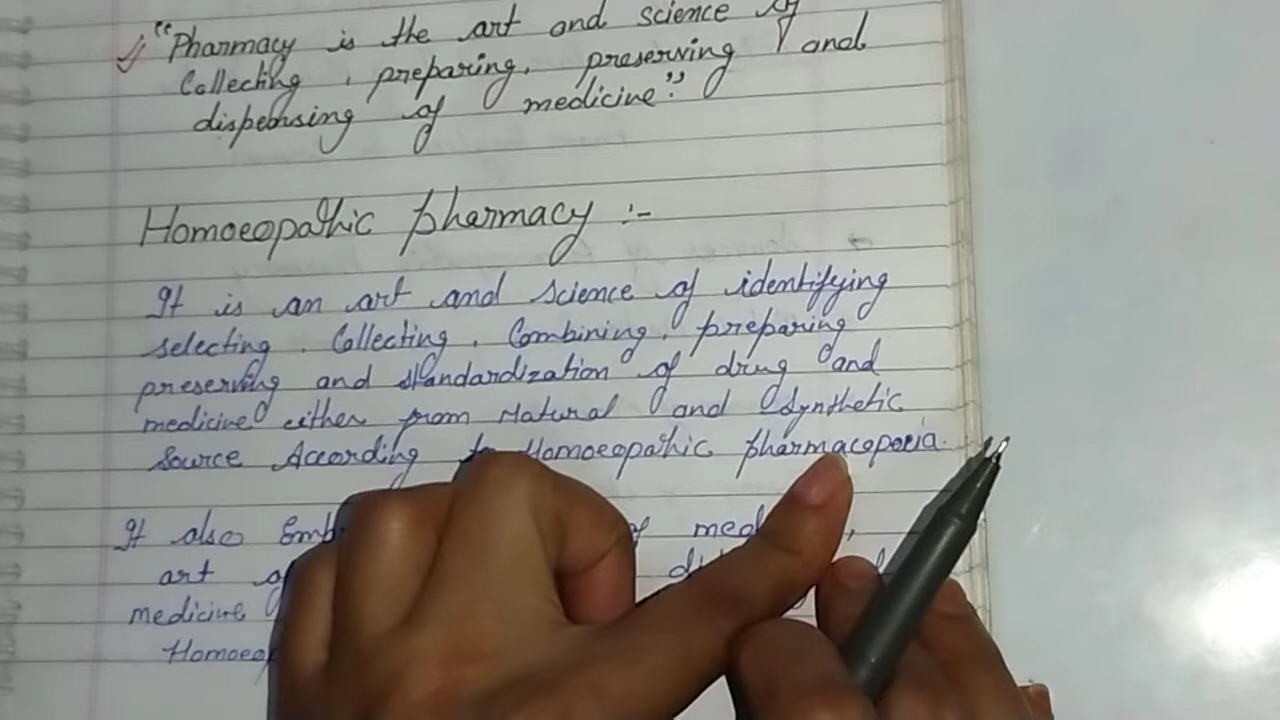 "Pharmacy is the art and science of
Collecting, preparing, preserving and
dispensing of medicine."
Homoeopathic pharmacy :-
It is an art and science of identifying
selecting, Collecting, Combining, preparing
preserving and standardization of drug and
medicine either from Natural and Synthetic
Source According to Homoeopathic pharmacopoeia.
It also of
art
medicine